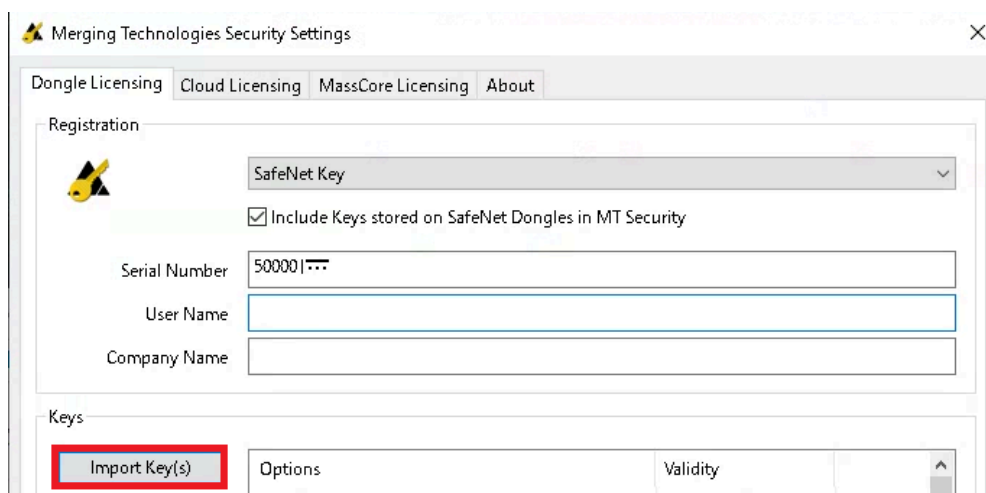 Merging Technologies Security Settings
Dongle Licensing Cloud Licensing MassCore Licensing About
Registration
SafeNet Key
Include Keys stored on SafeNet Dongles in MT Security
Serial Number 50000
User Name
Company Name
Keys
Import Key(s) Options Validity